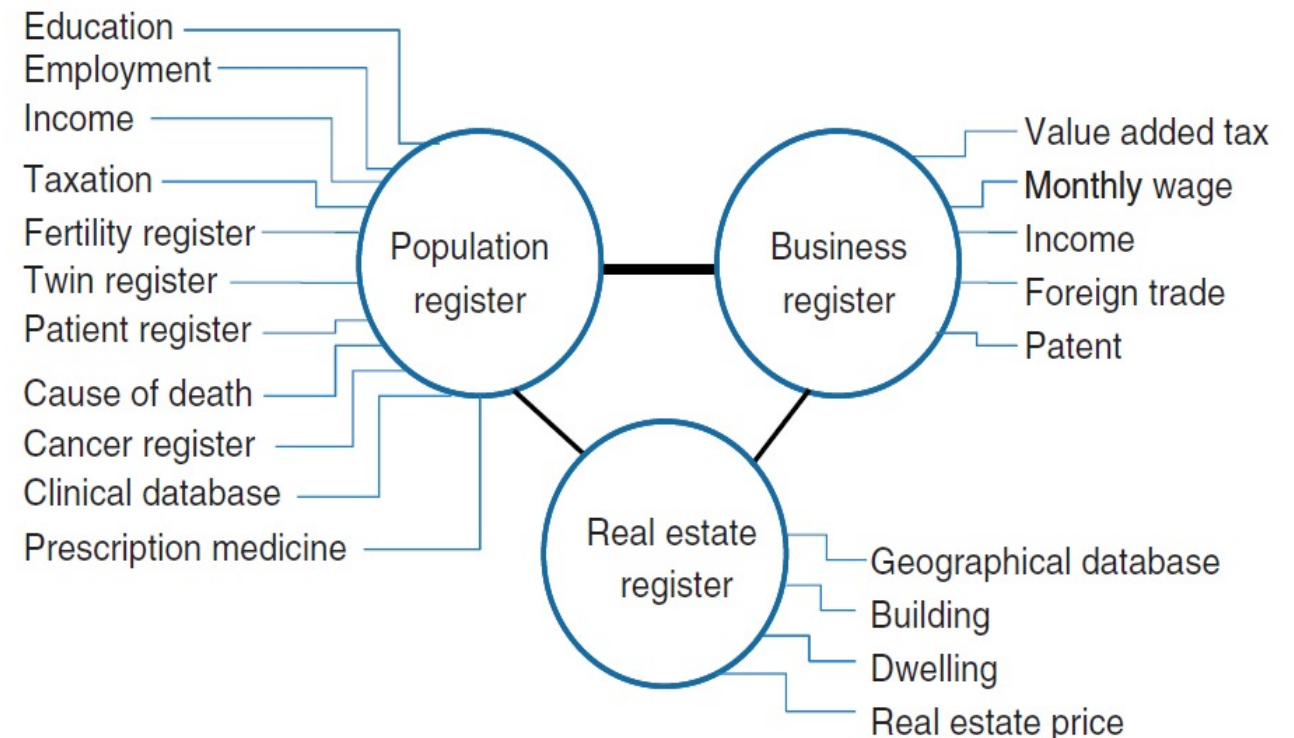 Education
Employment
Income
Taxation
Fertility register
Twin register
Patient register
Cause of death
Cancer register
Clinical database
Prescription medicine
Population
register
Business
register
Value added tax
Monthly wage
Income
Foreign trade
Patent
Real estate
register
Geographical database
Building
Dwelling
Real estate price